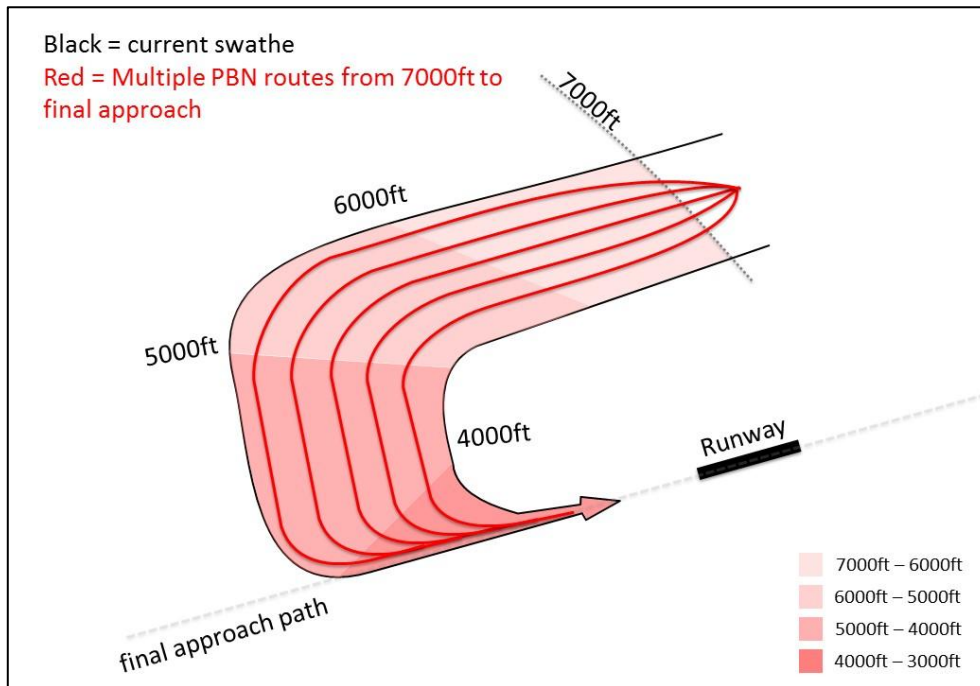 Black = current swathe
Red = Multiple PBN routes from 7000ft to
final approach
7000ft
6000ft
5000ft
4000ft
Runway
final approach path
7000ft – 6000ft
6000ft – 5000ft
5000ft – 4000ft
4000ft – 3000ft